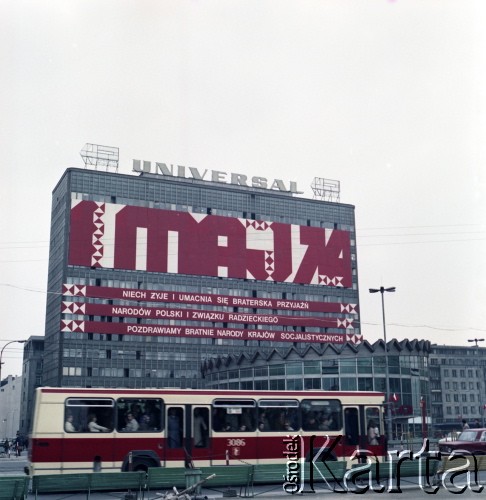 UNIVERSAL
1 MAJ 74
NIECH ŻYJE I UMACNIA SIĘ BRATERSKA PRZYJAŹŃ
NARODÓW POLSKI I ZWIĄZKU RADZIECKIEGO
POZDRAWIAMY BRATNIE NARODY KRAJÓW SOCJALISTYCZNYCH
3086
Ośrodek
Karta